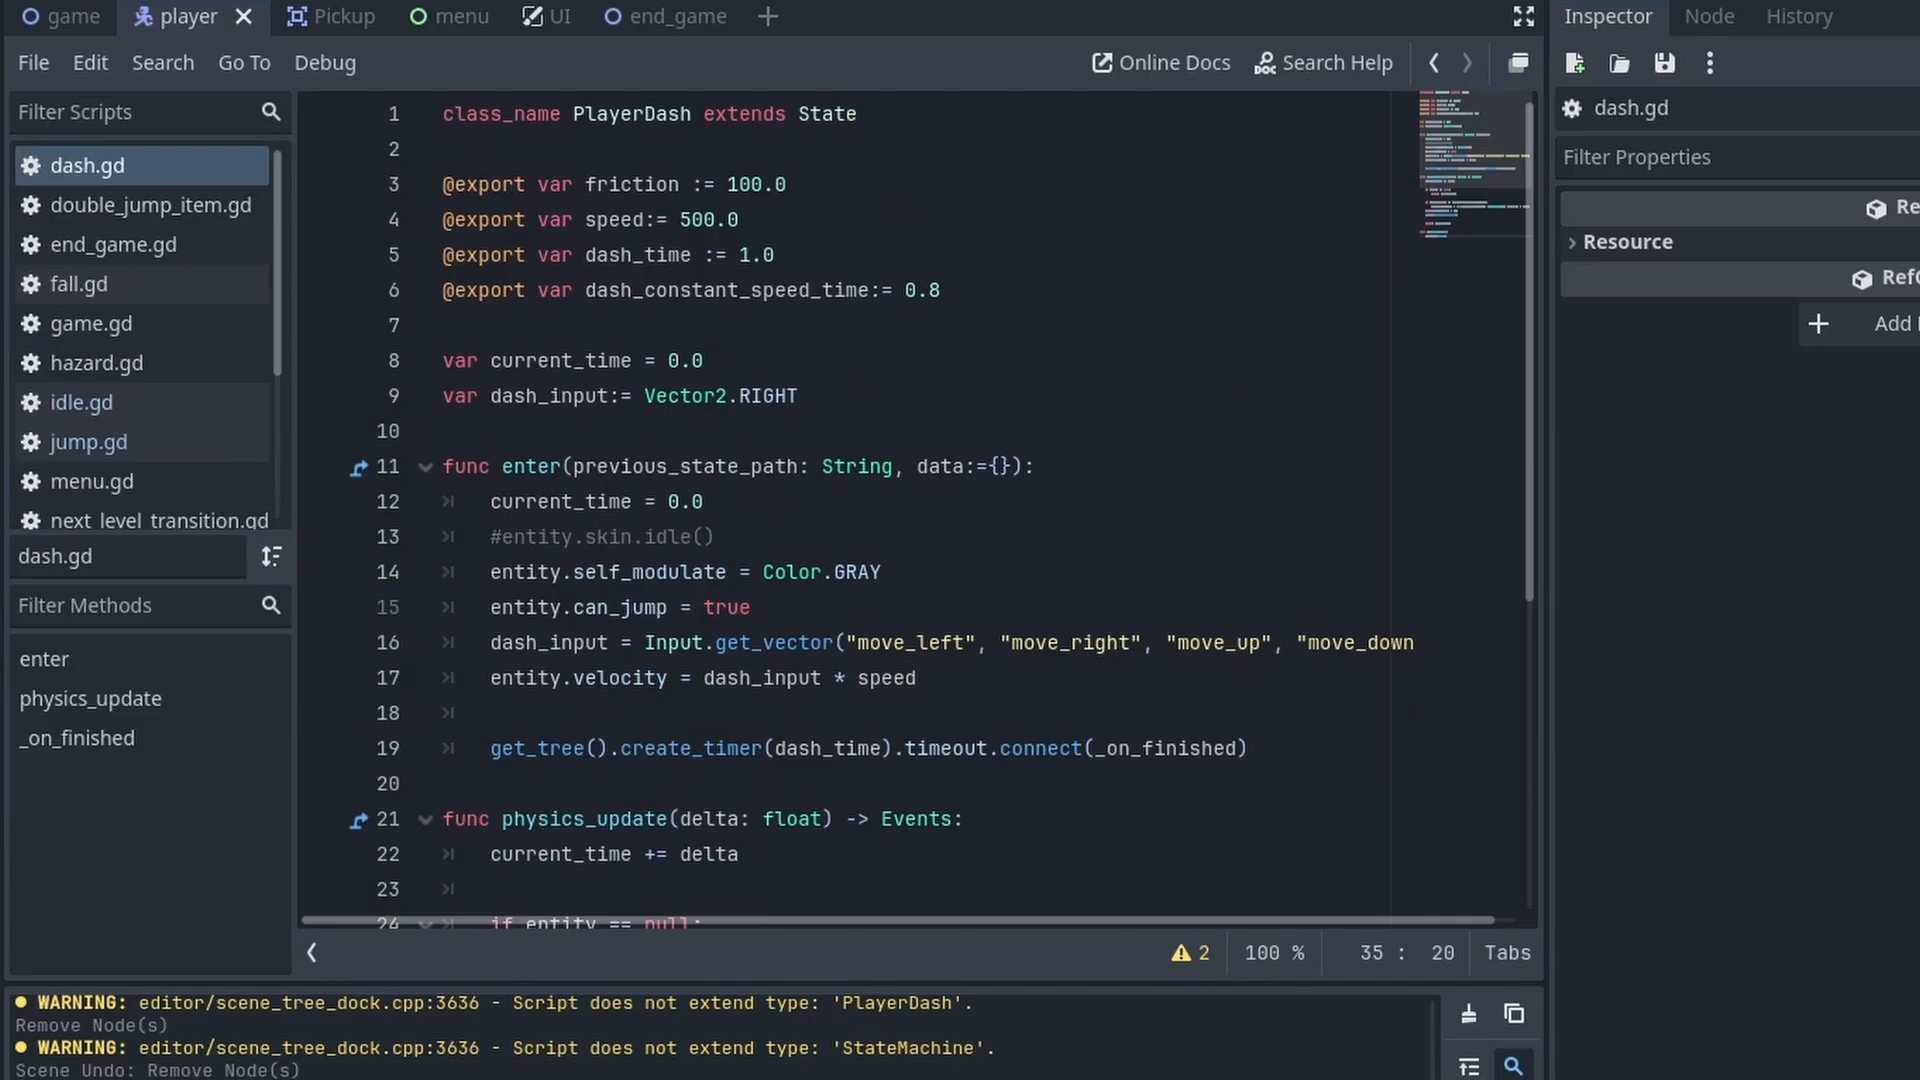 game player Pickup menu UI end_game
Inspector Node History
File Edit Search Go To Debug Online Docs Search Help
Filter Scripts
dash.gd
double_jump_item.gd
end_game.gd
fall.gd
game.gd
hazard.gd
idle.gd
jump.gd
menu.gd
next_level_transition.gd
dash.gd
Filter Methods
enter
physics_update
_on_finished
1 class_name PlayerDash extends State
2
3 @export var friction := 100.0
4 @export var speed:= 500.0
5 @export var dash_time := 1.0
6 @export var dash_constant_speed_time:= 0.8
7
8 var current_time = 0.0
9 var dash_input:= Vector2.RIGHT
10
11 func enter(previous_state_path: String, data:={}):
12 current_time = 0.0
13 #entity.skin.idle()
14 entity.self_modulate = Color.GRAY
15 entity.can_jump = true
16 dash_input = Input.get_vector("move_left", "move_right", "move_up", "move_down
17 entity.velocity = dash_input * speed
18
19 get_tree().create_timer(dash_time).timeout.connect(_on_finished)
20
21 func physics_update(delta: float) -> Events:
22 current_time += delta
23
24 if entity == null:
2 100 % 35 : 20 Tabs
WARNING: editor/scene_tree_dock.cpp:3636 - Script does not extend type: 'PlayerDash'.
Remove Node(s)
WARNING: editor/scene_tree_dock.cpp:3636 - Script does not extend type: 'StateMachine'.
Scene Undo: Remove Node(s)
dash.gd
Filter Properties
Re
Resource
Ref
Add